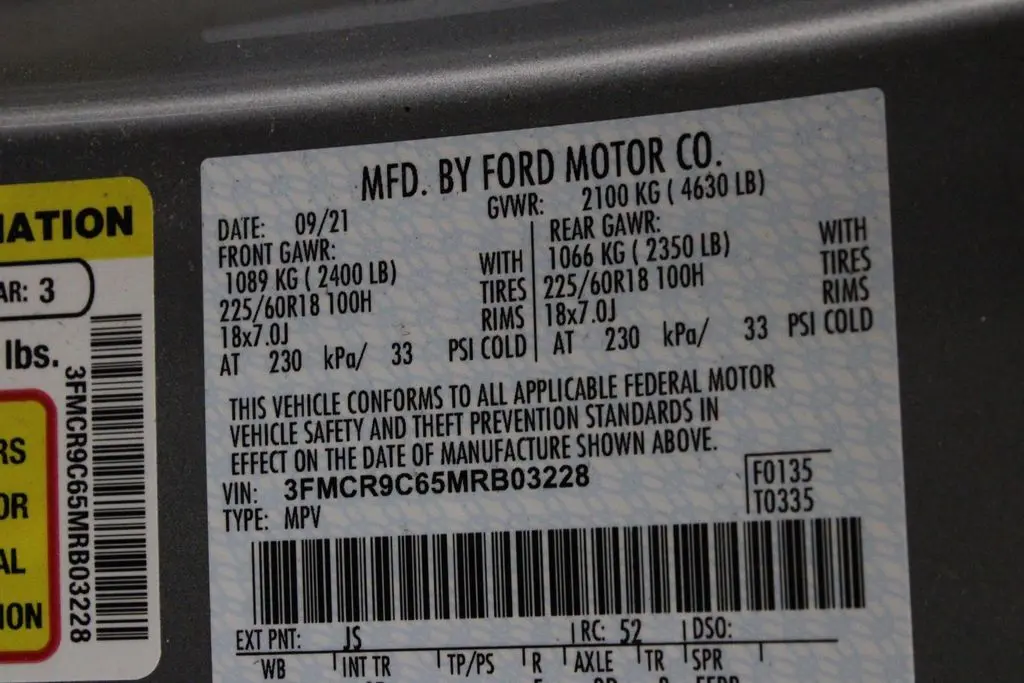 MATION
AR: 3
lbs.
3FMCR9C65MRB03228
RS
OR
AL
ION
MFD. BY FORD MOTOR CO.
DATE: 09/21 GVWR: 2100 KG ( 4630 LB)
FRONT GAWR: REAR GAWR:
1089 KG ( 2400 LB) WITH 1066 KG ( 2350 LB) WITH
225/60R18 100H TIRES 225/60R18 100H TIRES
18x7.0J RIMS 18x7.0J RIMS
AT 230 kPa/ 33 PSI COLD AT 230 kPa/ 33 PSI COLD
THIS VEHICLE CONFORMS TO ALL APPLICABLE FEDERAL MOTOR
VEHICLE SAFETY AND THEFT PREVENTION STANDARDS IN
EFFECT ON THE DATE OF MANUFACTURE SHOWN ABOVE.
VIN: 3FMCR9C65MRB03228
F0135
TYPE: MPV
T0335
EXT PNT: JS RC: 52 DSO:
WB INT TR TP/PS R AXLE TR SPR